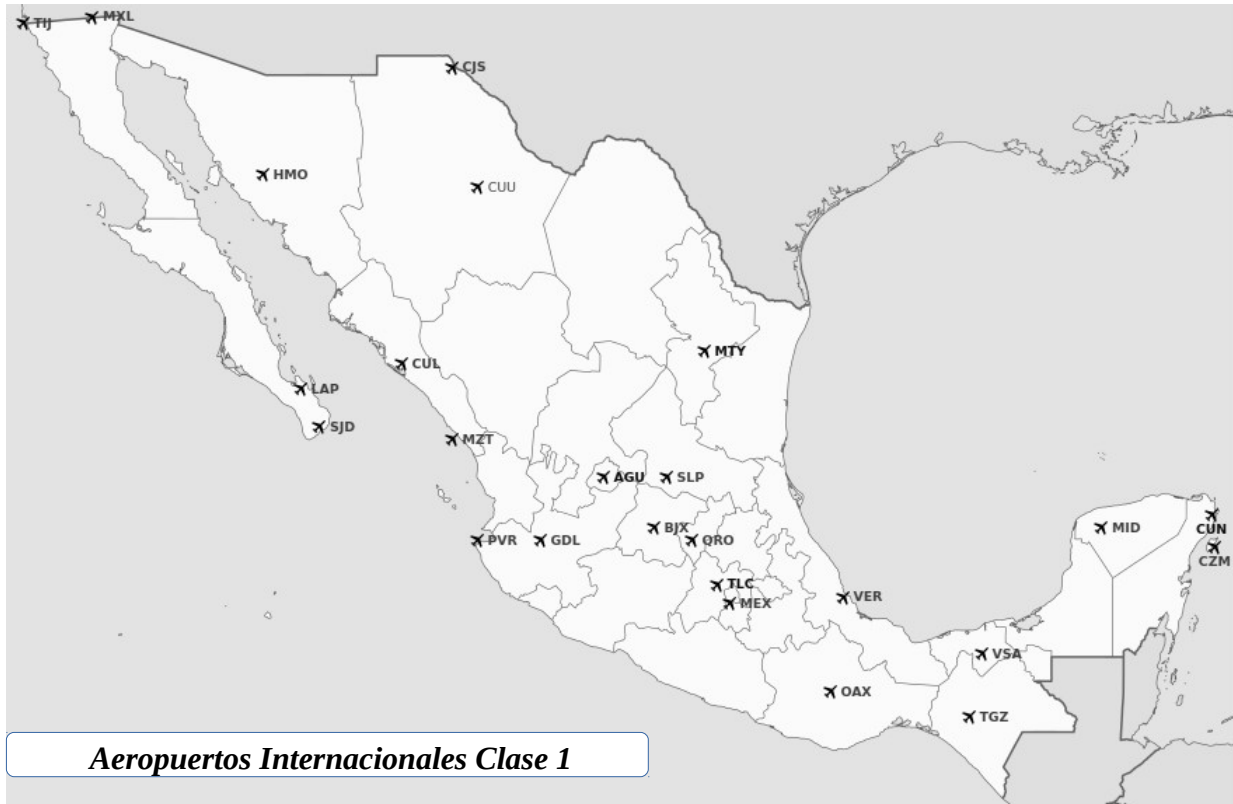 TIJ
MXL
CJS
HMO
CUU
MTY
CUL
LAP
SJD
MZT
AGU
SLP
BJX
MID
CUN
PVR
GDL
QRO
CZM
TLC
VER
MEX
VSA
OAX
TGZ
Aeropuertos Internacionales Clase 1